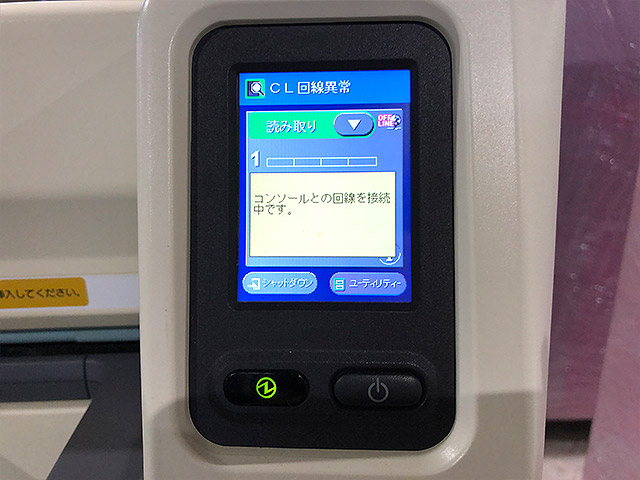 CL回線異常
読み取り
OFF
LINE
1
コンソールとの回線を接続
中です。
シャットダウン
ユーティリティー
入してください。